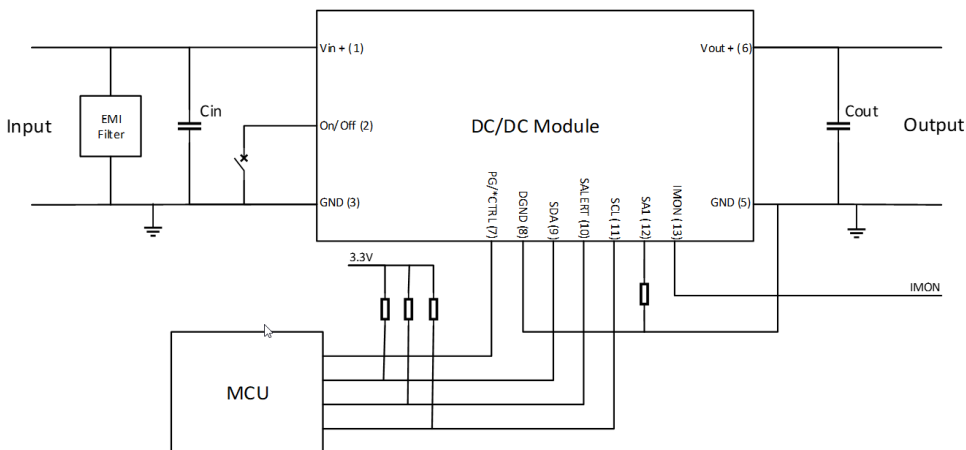 Vin + (1)
Vout + (6)
Input
EMI
Filter
Cin
On/Off (2)
DC/DC Module
Cout
Output
GND (3)
PG/*CTRL (7)
DGND (8)
SDA (9)
SALERT (10)
SCL (11)
SA1 (12)
IMON (13)
GND (5)
3.3V
IMON
MCU